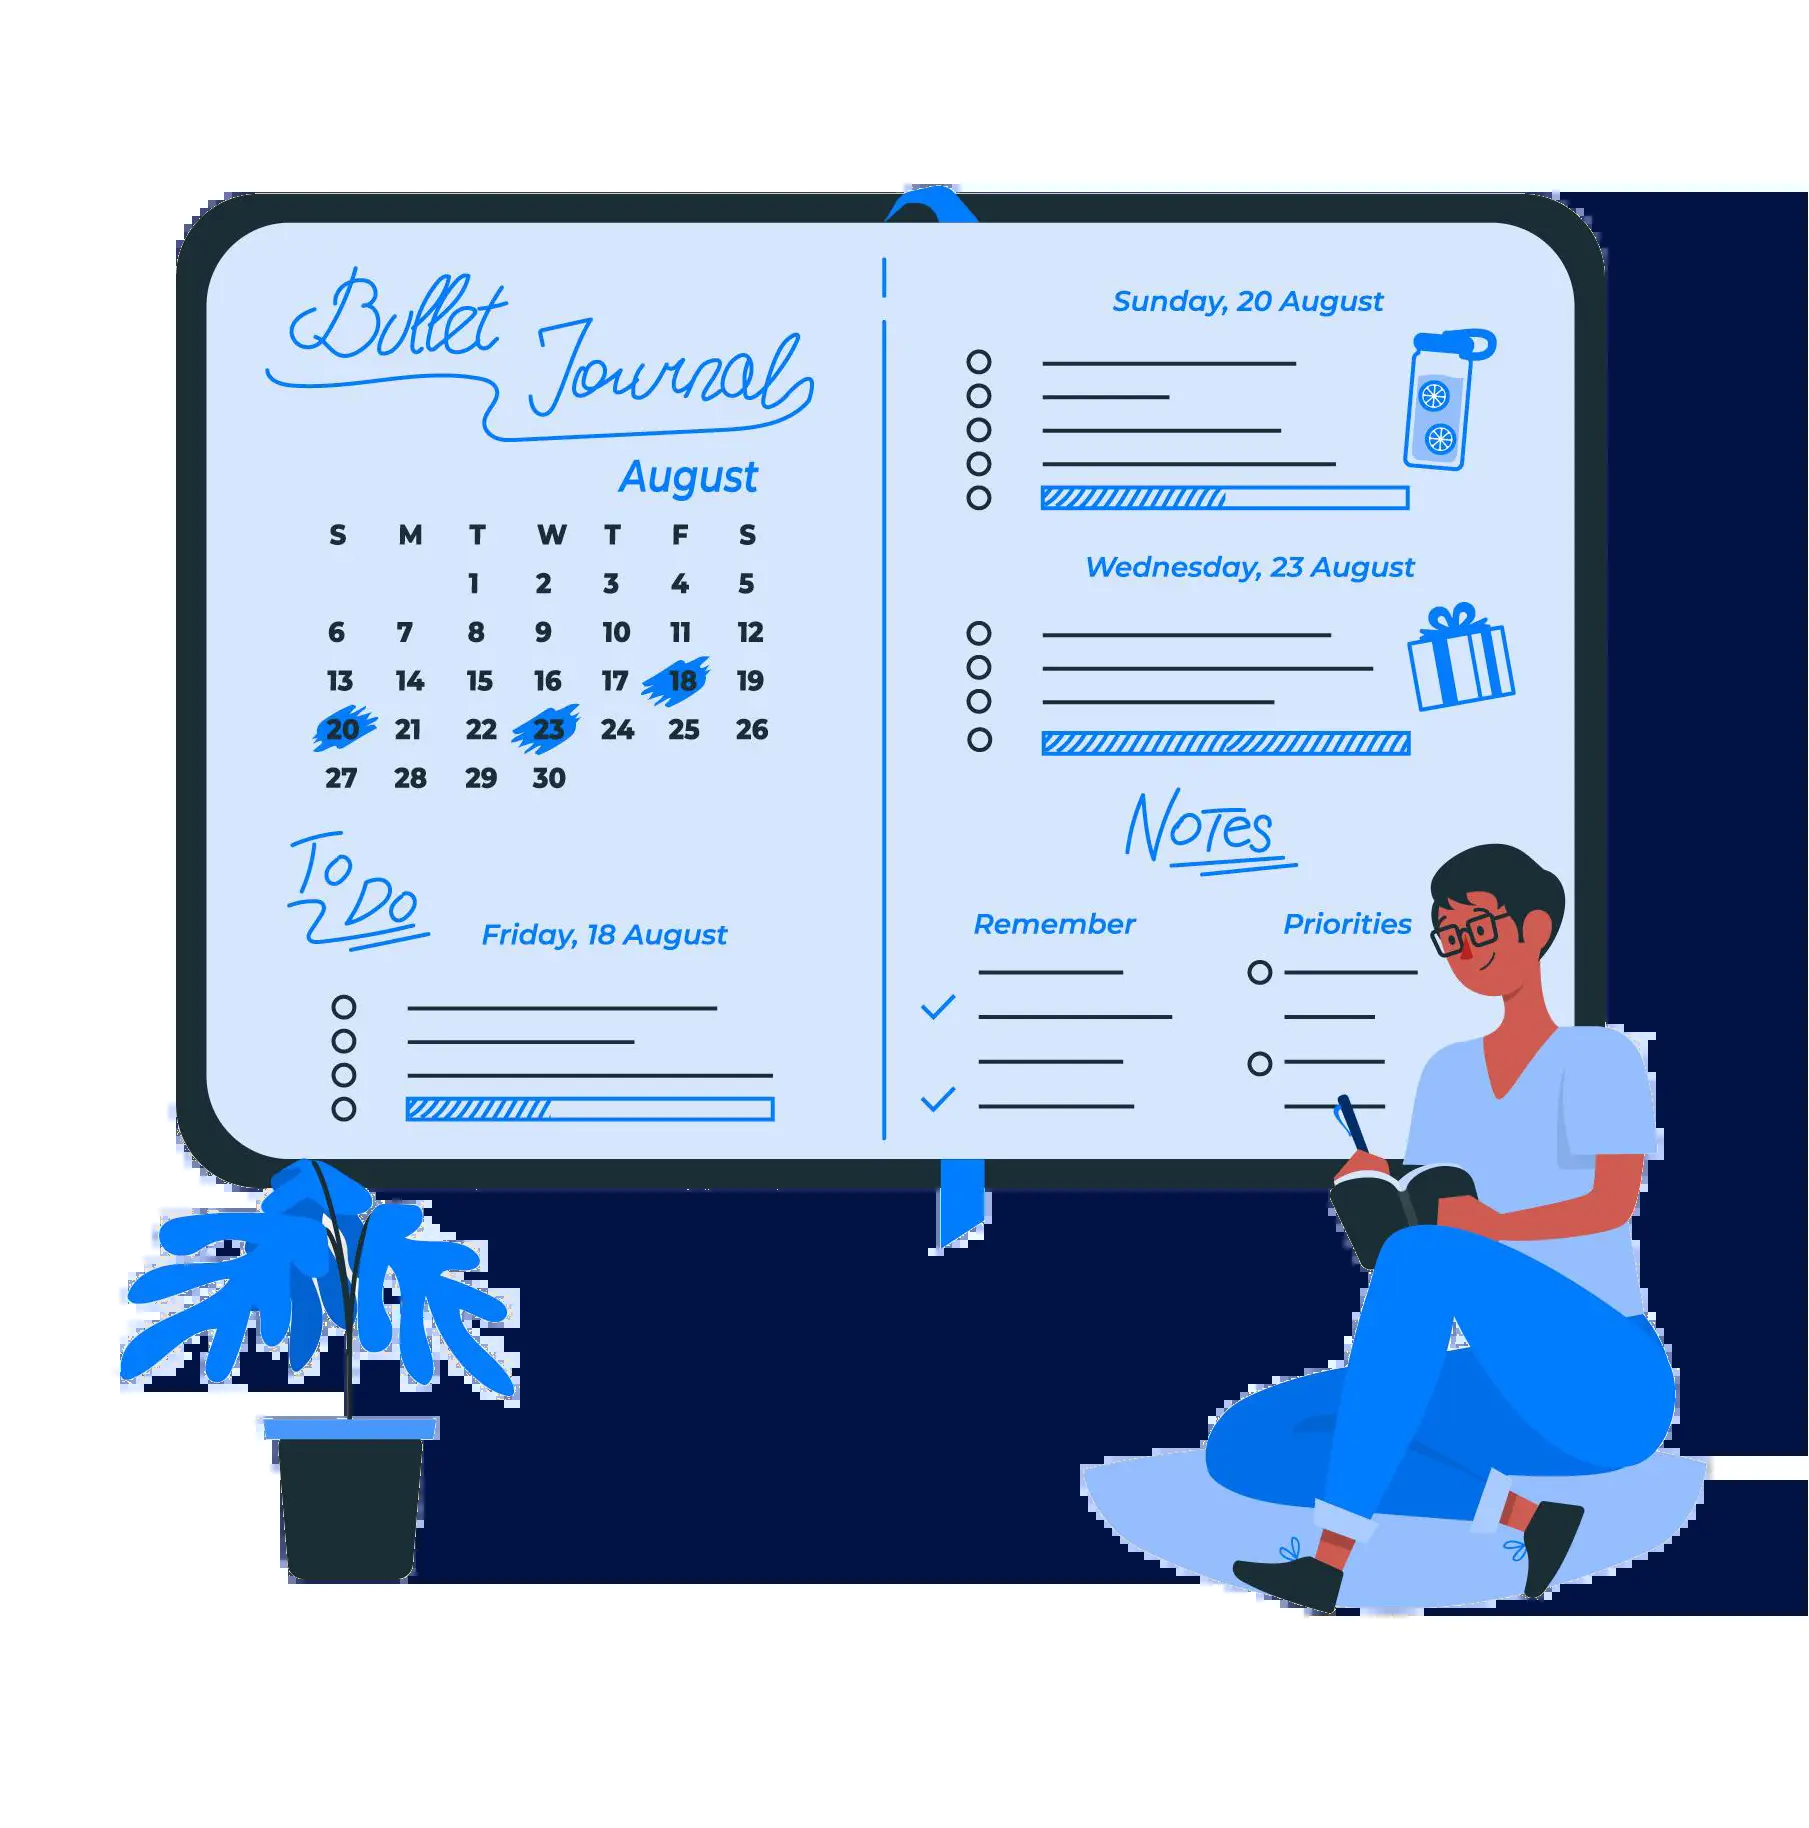 Bullet
Journal
August
S M T W T F S
1 2 3 4 5
6 7 8 9 10 11 12
13 14 15 16 17 18 19
20 21 22 23 24 25 26
27 28 29 30
To
Do
Friday, 18 August
Sunday, 20 August
Wednesday, 23 August
Notes
Remember
Priorities